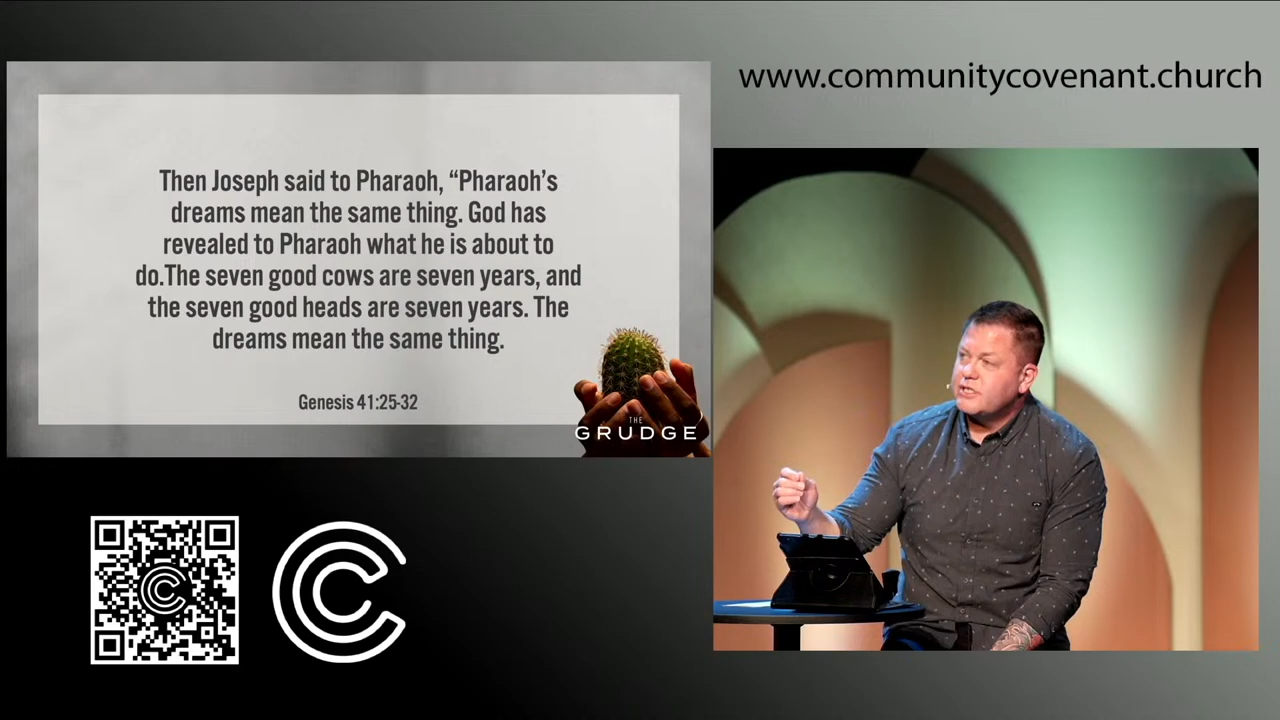 www.communitycovenant.church
Then Joseph said to Pharaoh, “Pharaoh’s
dreams mean the same thing. God has
revealed to Pharaoh what he is about to
do.The seven good cows are seven years, and
the seven good heads are seven years. The
dreams mean the same thing.
Genesis 41:25-32
THE
GRUDGE